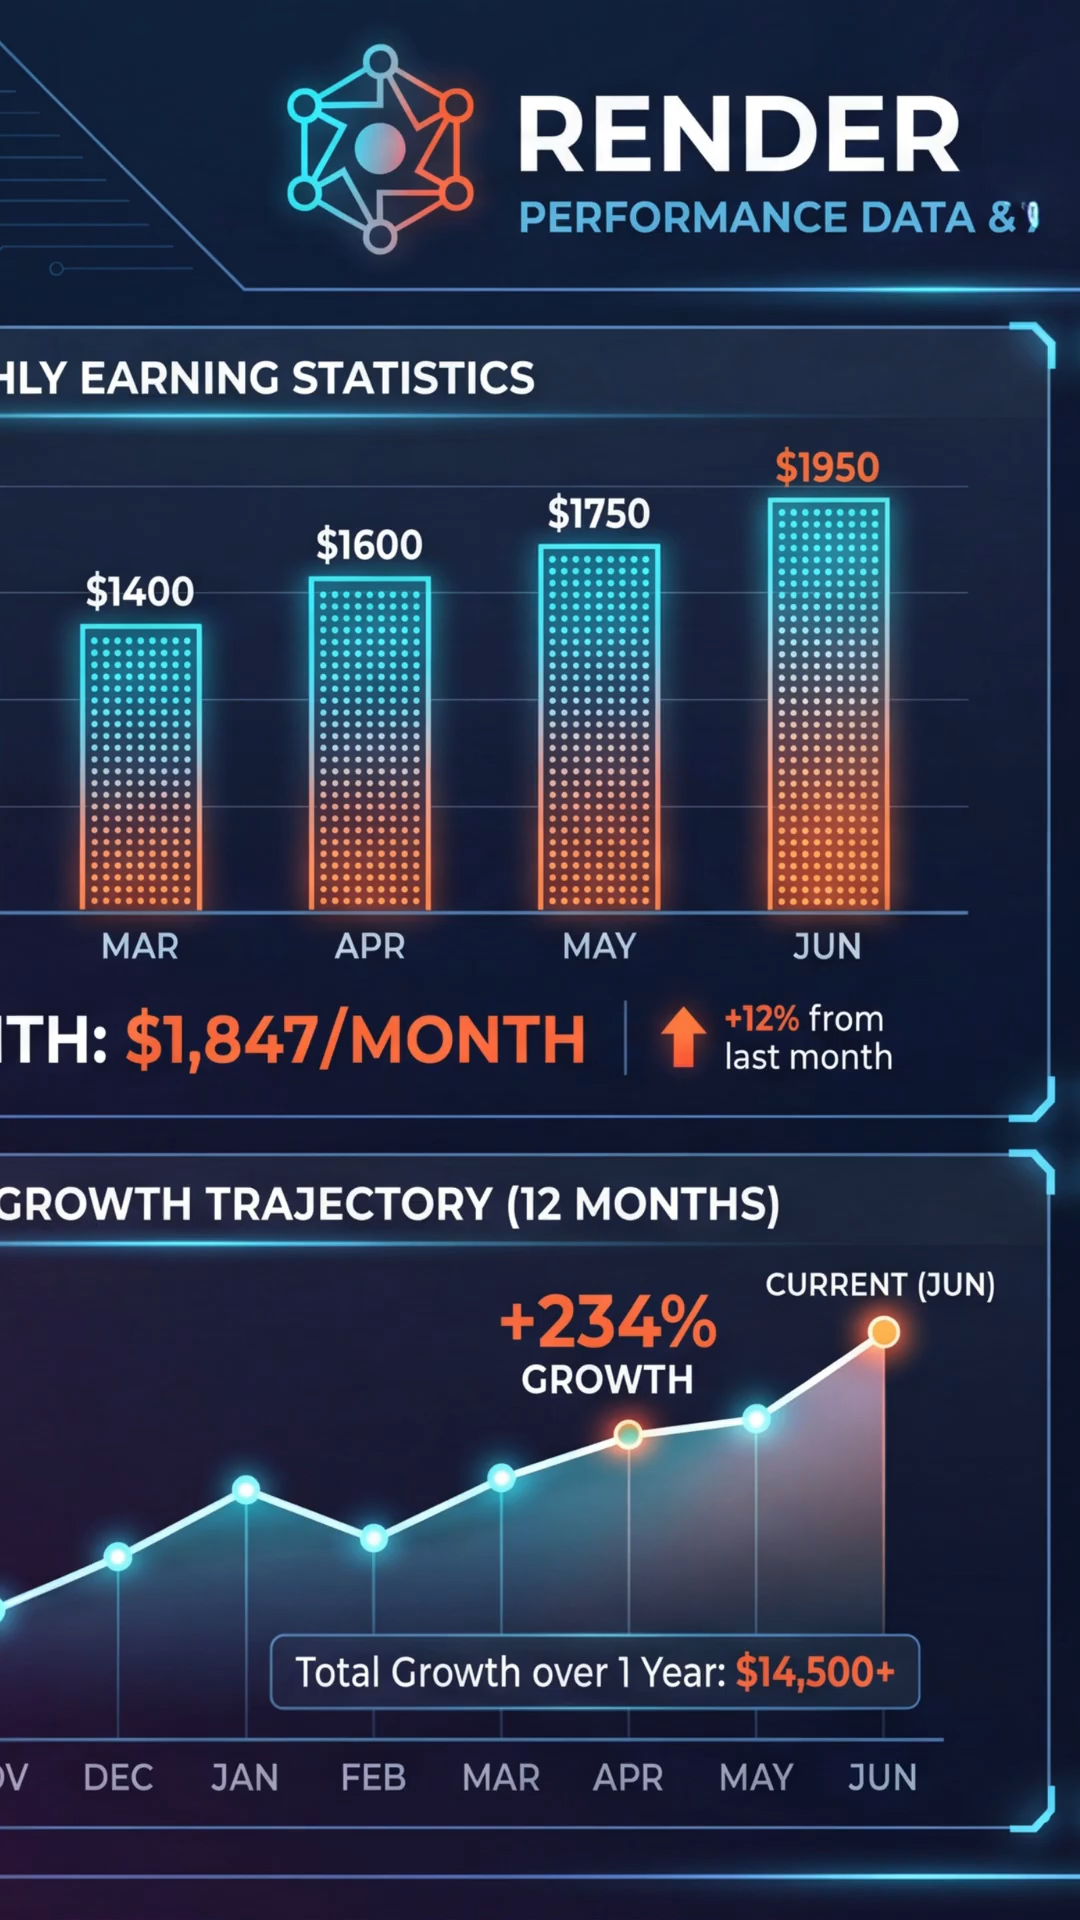 RENDER
PERFORMANCE DATA &
HLY EARNING STATISTICS
$1950
$1750
$1600
$1400
MAR APR MAY JUN
NTH: $1,847/MONTH
+12% from
last month
GROWTH TRAJECTORY (12 MONTHS)
CURRENT (JUN)
+234%
GROWTH
Total Growth over 1 Year: $14,500+
OV DEC JAN FEB MAR APR MAY JUN